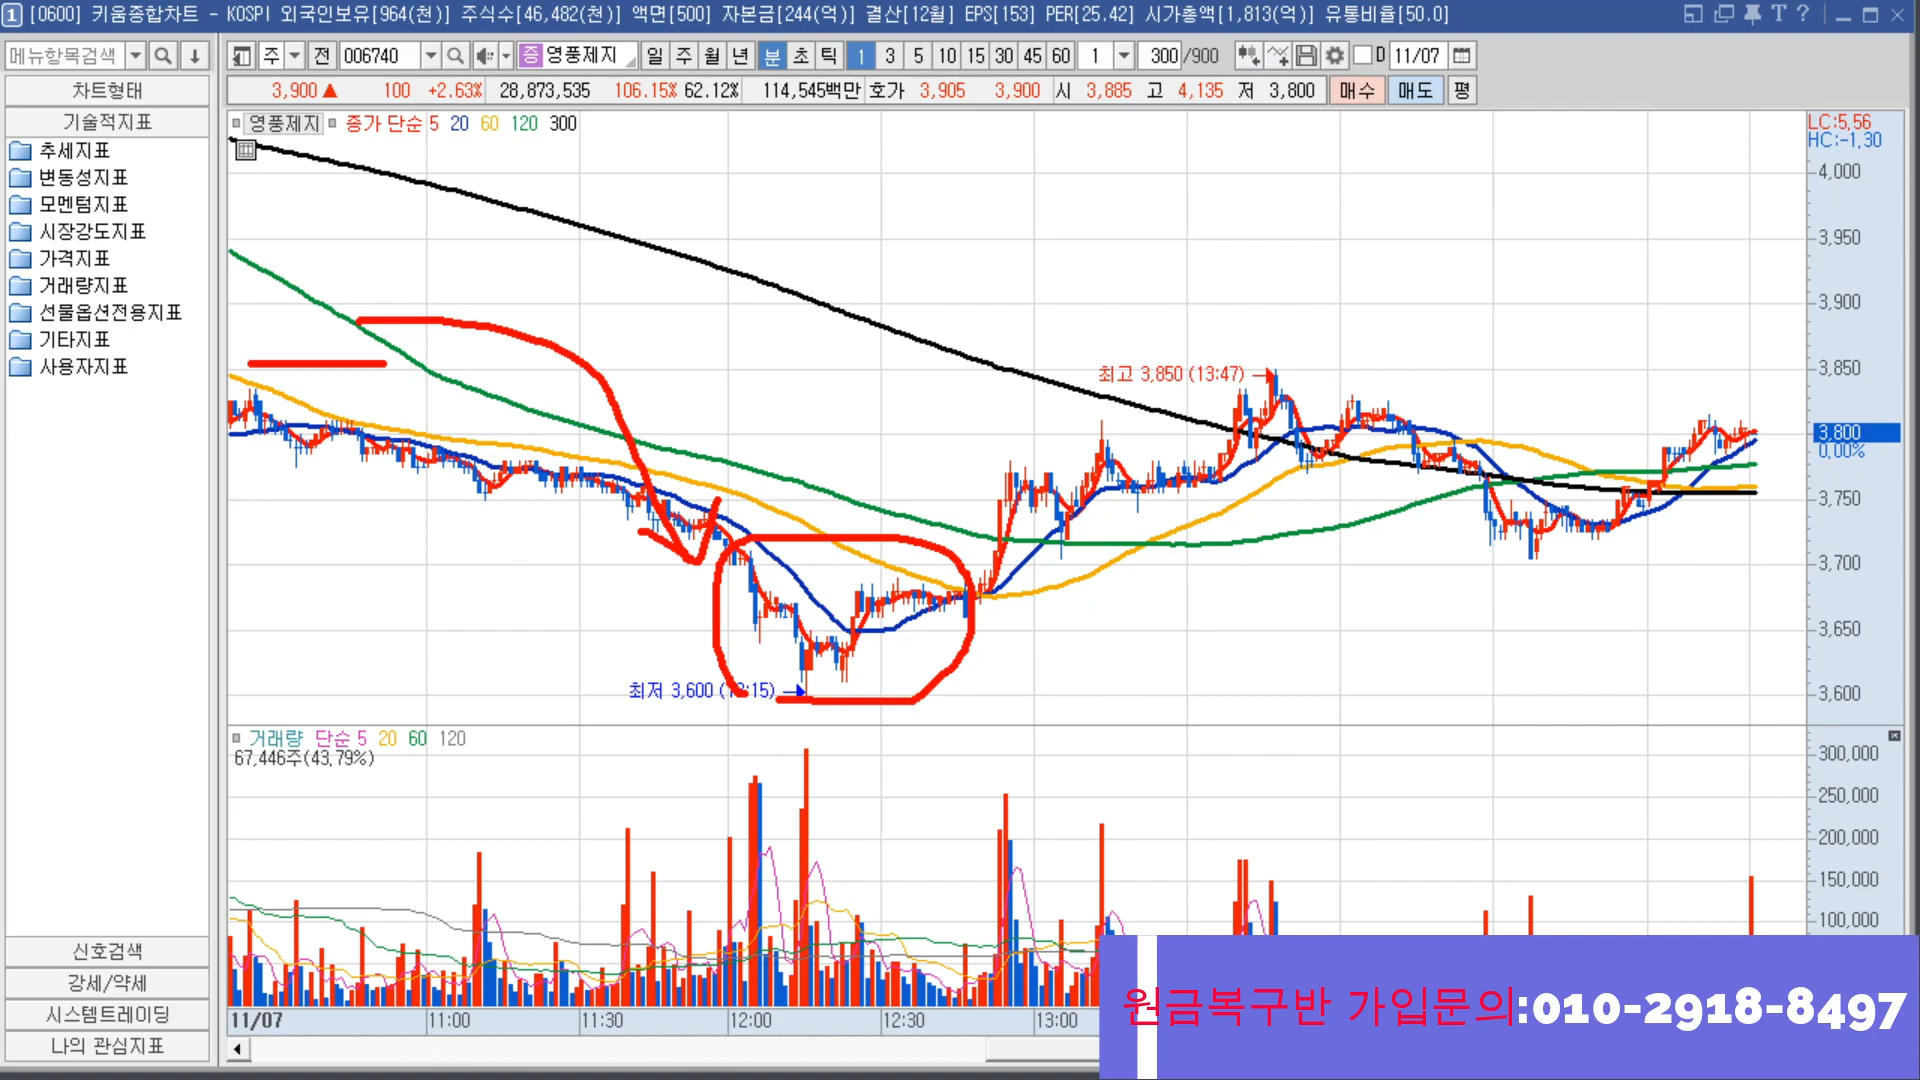 1 [0600] 키움종합차트 - KOSPI 외국인보유[964(천)] 주식수[46,482(천)] 액면[500] 자본금[244(억)] 결산[12월] EPS[153] PER[25.42] 시가총액[1,813(억)] 유통비율[50.0] T ?
메뉴항목검색 주 전 006740 증 영풍제지 일 주 월 년 분 초 틱 1 3 5 10 15 30 45 60 1 300 /900 D 11/07
차트형태 3,900 ▲ 100 +2.63% 28,873,535 106.15% 62.12% 114,545백만 호가 3,905 3,900 시 3,885 고 4,135 저 3,800 매수 매도 평
기술적지표
영풍제지 종가 단순 5 20 60 120 300
LC:5,56
HC:-1,30
추세지표
변동성지표
모멘텀지표
시장강도지표
가격지표
거래량지표
선물옵션전용지표
기타지표
사용자지표
4,000
3,950
3,900
3,850
3,800
0,00%
3,750
3,700
3,650
3,600
최고 3,850 (13:47)
최저 3,600 (12:15)
거래량 단순 5 20 60 120
67,446주(43,79%)
300,000
250,000
200,000
150,000
100,000
신호검색
강세/약세
시스템트레이딩
나의 관심지표
11/07 11:00 11:30 12:00 12:30 13:00
원금복구반 가입문의:010-2918-8497